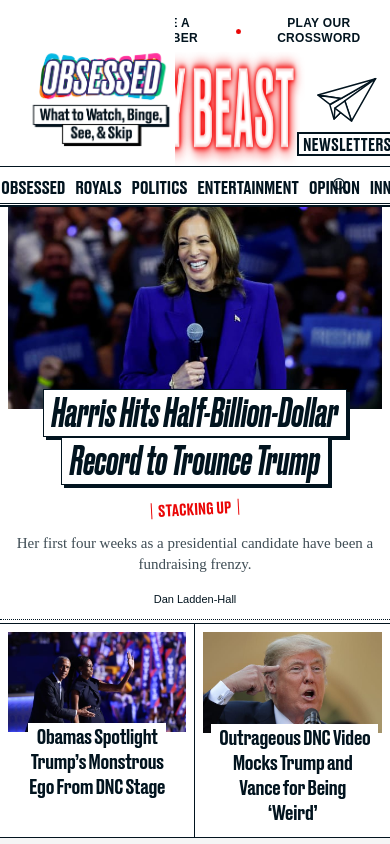 E A
BER
PLAY OUR
CROSSWORD
OBSESSED
What to Watch, Binge,
See, & Skip
Y BEAST
NEWSLETTERS
OBSESSED ROYALS POLITICS ENTERTAINMENT OPINION INN
FREEDOM
FREEDOM
Harris Hits Half-Billion-Dollar
Record to Trounce Trump
STACKING UP
Her first four weeks as a presidential candidate have been a
fundraising frenzy.
Dan Ladden-Hall
Obamas Spotlight
Trump’s Monstrous
Ego From DNC Stage
Outrageous DNC Video
Mocks Trump and
Vance for Being
‘Weird’